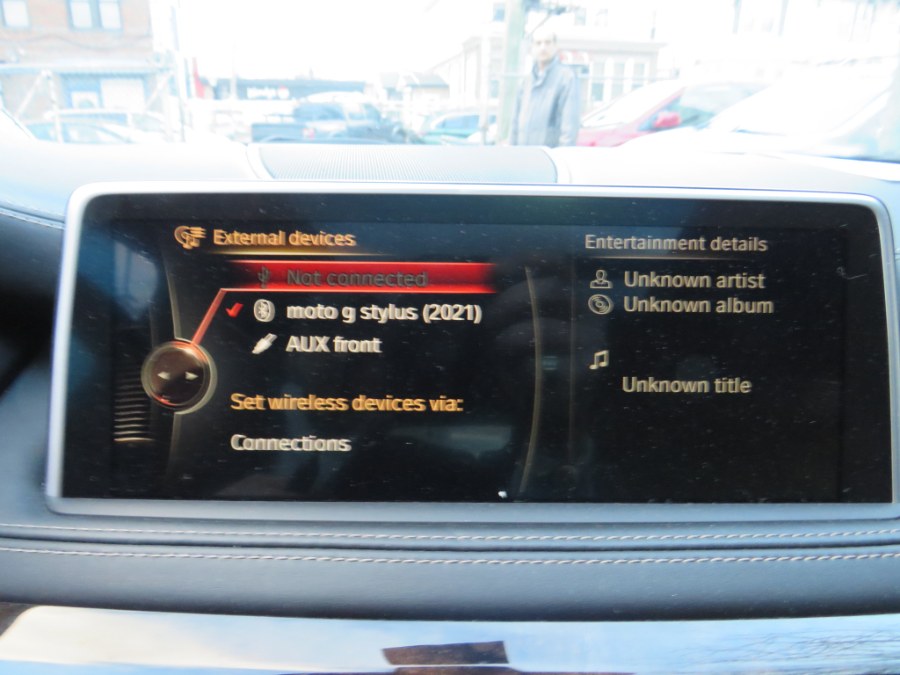 External devices
Not connected
moto g stylus (2021)
AUX front
Set wireless devices via:
Connections
Entertainment details
Unknown artist
Unknown album
Unknown title